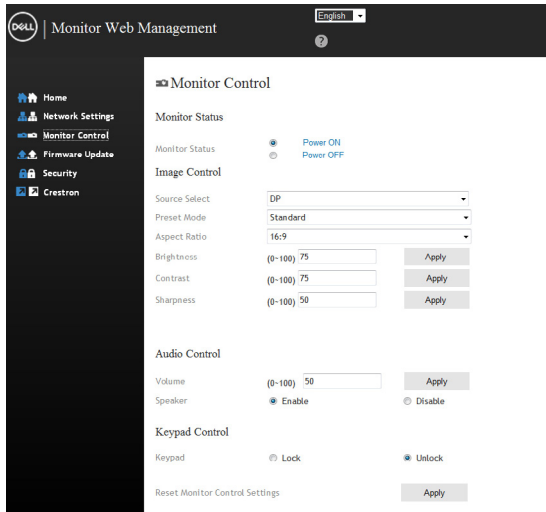 DELL | Monitor Web Management
English
?
Home
Network Settings
Monitor Control
Firmware Update
Security
Crestron
Monitor Control
Monitor Status
Monitor Status Power ON
Powor OFF
Image Control
Source Select DP
Preset Mode Standard
Aspect Ratio 16:9
Brightness (0~100) 75 Apply
Contrast (0~100) 75 Apply
Sharpness (0~100) 50 Apply
Audio Control
Volume (0~100) 50 Apply
Speaker Enable Disable
Keypad Control
Keypad Lock Unlock
Reset Monitor Control Settings Apply